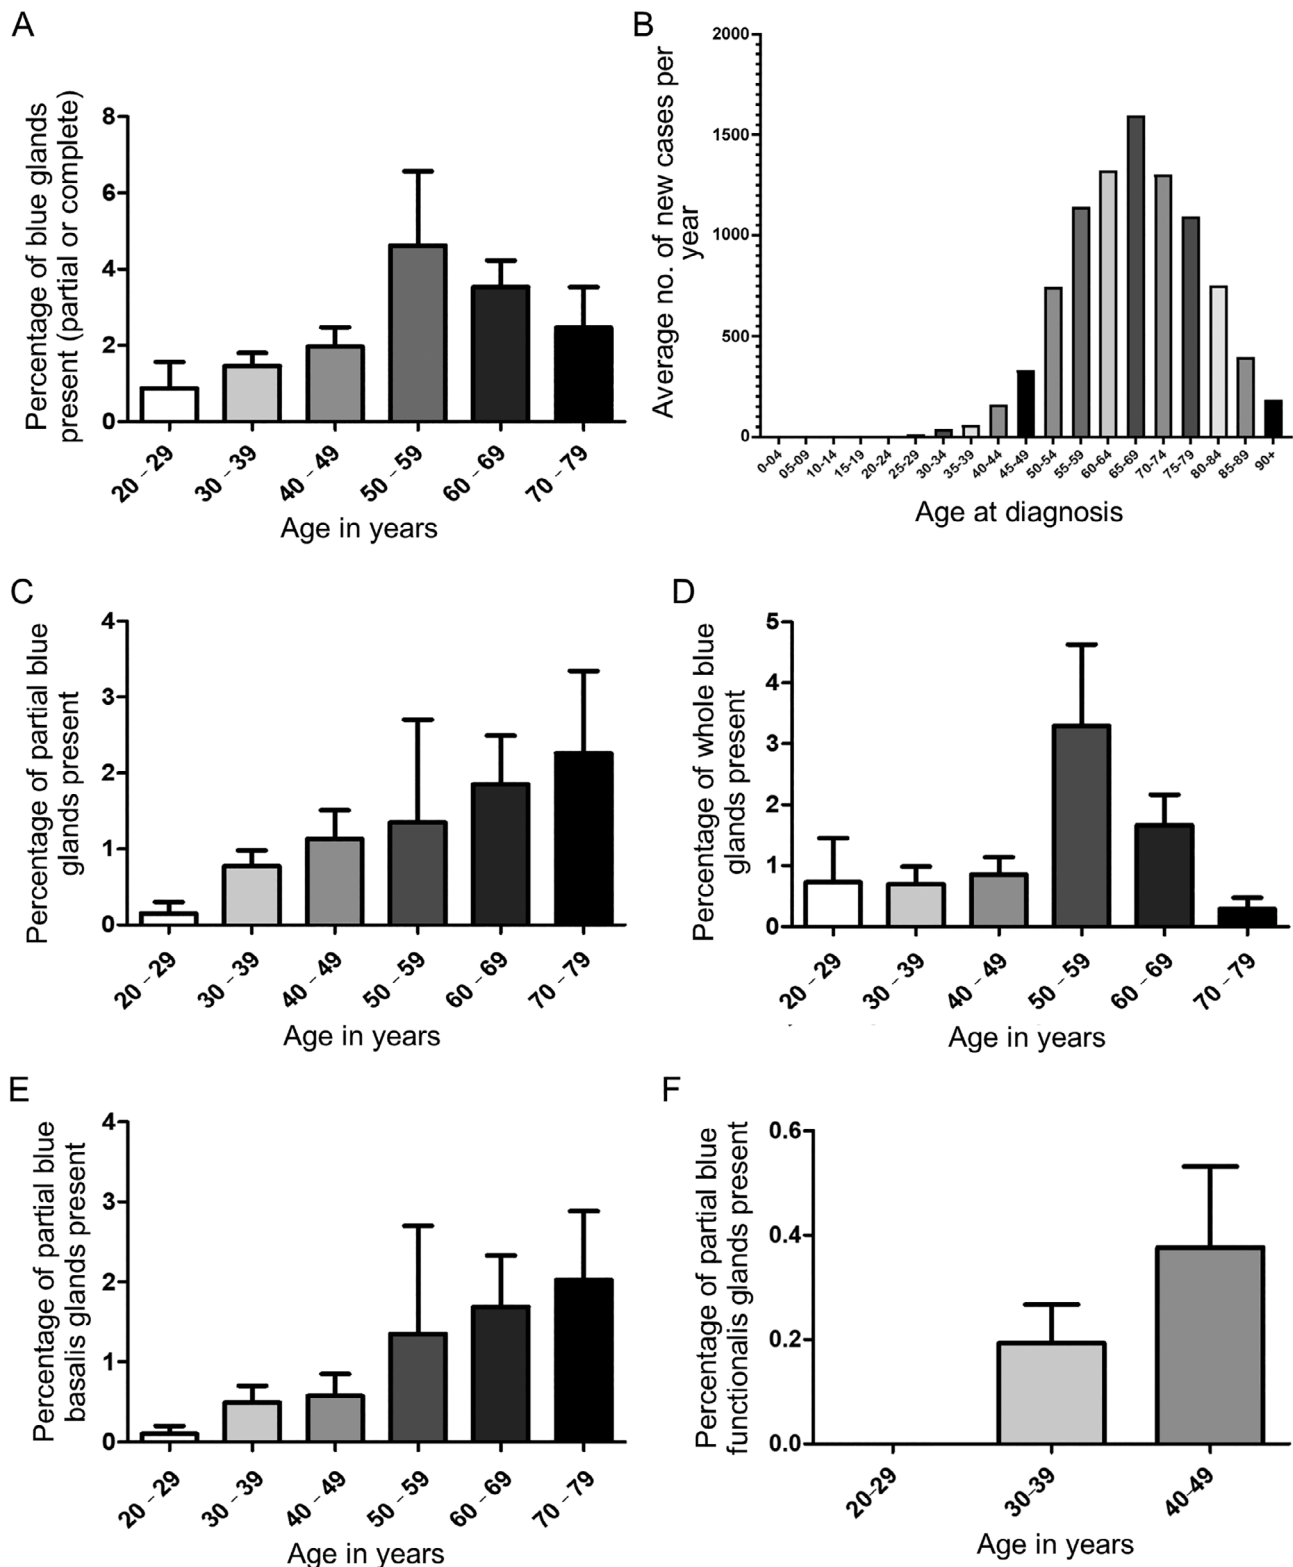 A
Percentage of blue glands
present (partial or complete)
8
6
4
2
0
20 – 29
30 – 39
40 – 49
50 – 59
60 – 69
70 – 79
Age in years
B
Average no. of new cases per
year
2000
1500
1000
500
0
0-04
05-09
10-14
15-19
20-24
25-29
30-34
35-39
40-44
45-49
50-54
55-59
60-64
65-69
70-74
75-79
80-84
85-89
90+
Age at diagnosis
C
Percentage of partial blue
glands present
4
3
2
1
0
20 – 29
30 – 39
40 – 49
50 – 59
60 – 69
70 – 79
Age in years
D
Percentage of whole blue
glands present
5
4
3
2
1
0
20 – 29
30 – 39
40 – 49
50 – 59
60 – 69
70 – 79
Age in years
E
Percentage of partial blue
basalis glands present
4
3
2
1
0
20 – 29
30 – 39
40 – 49
50 – 59
60 – 69
70 – 79
Age in years
F
Percentage of partial blue
functionalis glands present
0.6
0.4
0.2
0.0
20–29
30–39
40–49
Age in years